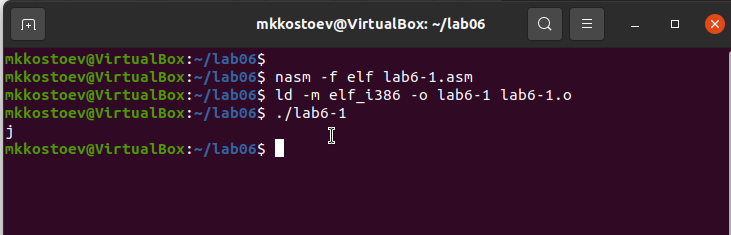 mkkostoev@VirtualBox: ~/lab06
mkkostoev@VirtualBox:~/lab06$
mkkostoev@VirtualBox:~/lab06$ nasm -f elf lab6-1.asm
mkkostoev@VirtualBox:~/lab06$ ld -m elf_i386 -o lab6-1 lab6-1.o
mkkostoev@VirtualBox:~/lab06$ ./lab6-1
j
mkkostoev@VirtualBox:~/lab06$